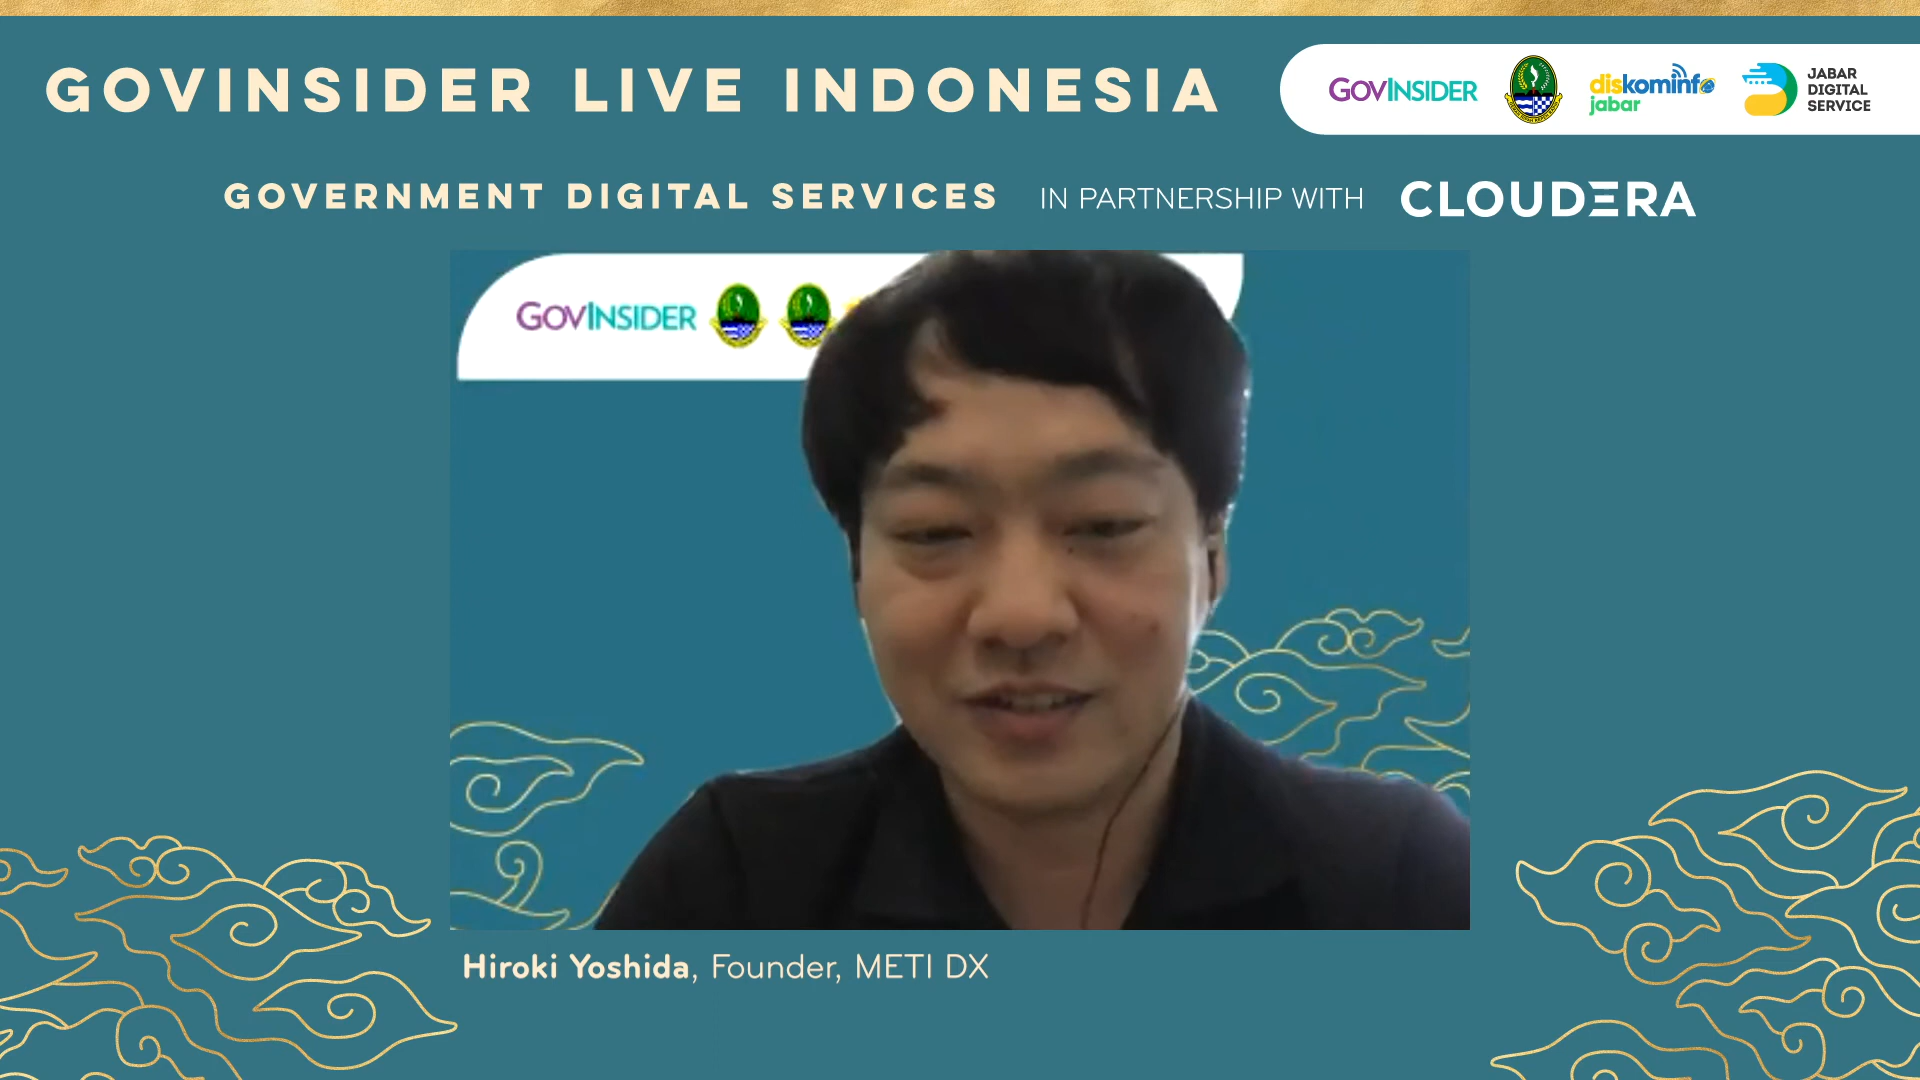 GOVINSIDER LIVE INDONESIA
GOVINSIDER
diskominfo
jabar
JABAR
DIGITAL
SERVICE
GOVERNMENT DIGITAL SERVICES IN PARTNERSHIP WITH CLOUDERA
GOVINSIDER
Hiroki Yoshida, Founder, METI DX